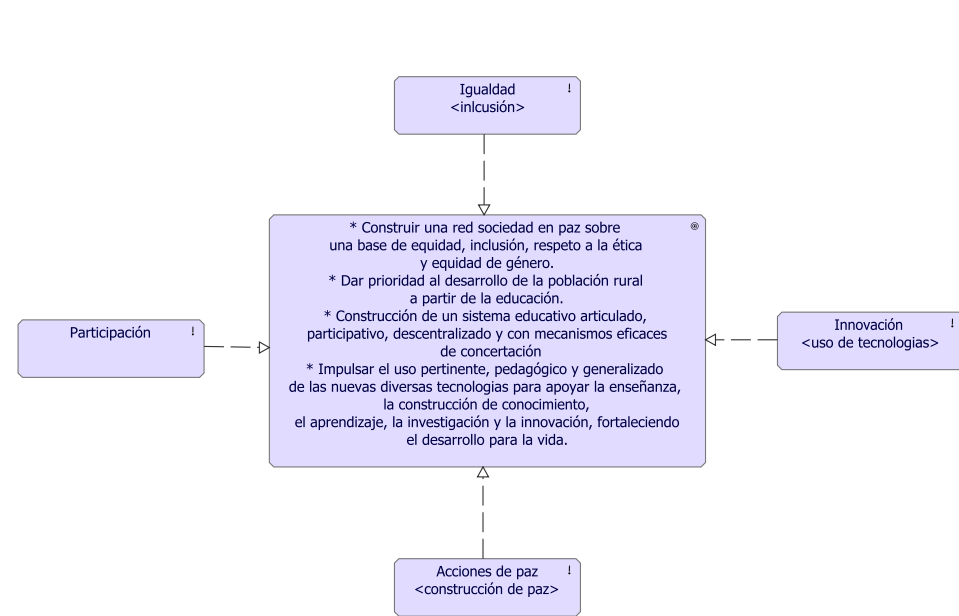 Igualdad !
<inlcusión>
* Construir una red sociedad en paz sobre
una base de equidad, inclusión, respeto a la ética
y equidad de género.
* Dar prioridad al desarrollo de la población rural
a partir de la educación.
* Construcción de un sistema educativo articulado,
participativo, descentralizado y con mecanismos eficaces
de concertación
* Impulsar el uso pertinente, pedagógico y generalizado
de las nuevas diversas tecnologias para apoyar la enseñanza,
la construcción de conocimiento,
el aprendizaje, la investigación y la innovación, fortaleciendo
el desarrollo para la vida.
Participación !
Innovación !
<uso de tecnologias>
Acciones de paz !
<construcción de paz>